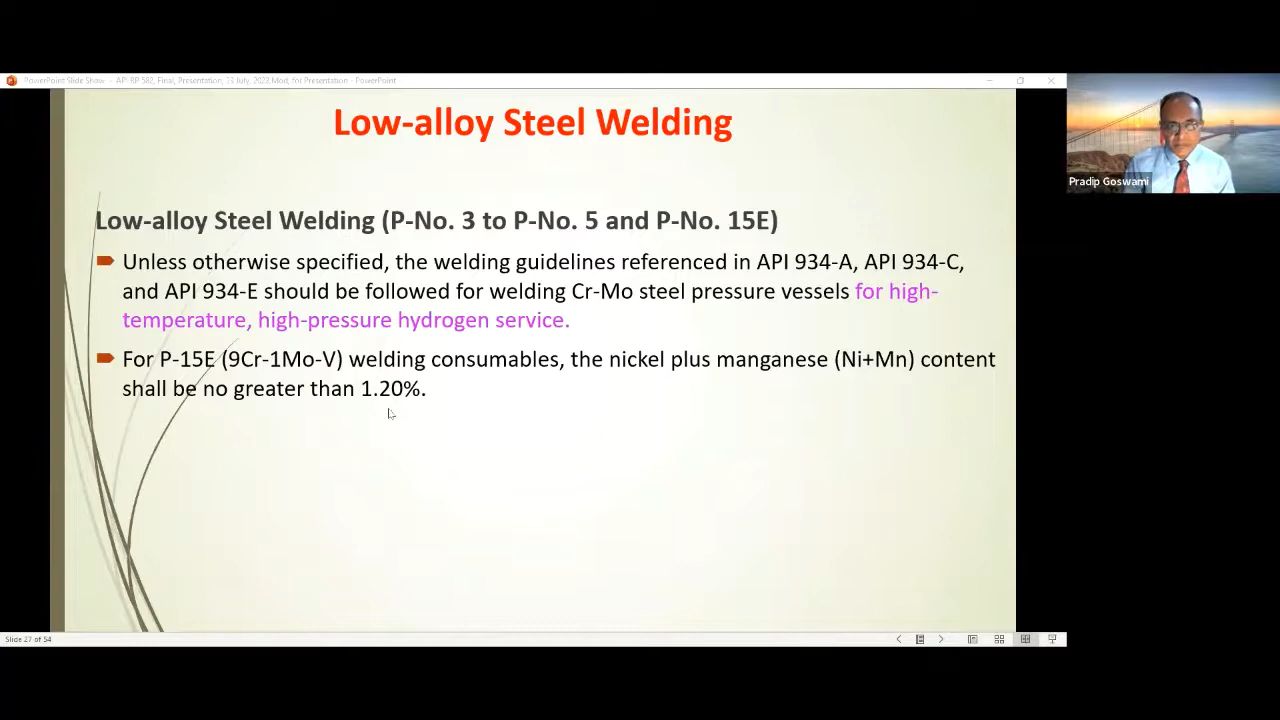 PowerPoint Slide Show - API RP 582, Final, Presentation, 23 July, 2022,Mod, for Presentation - PowerPoint
Low-alloy Steel Welding
Pradip Goswami
Low-alloy Steel Welding (P-No. 3 to P-No. 5 and P-No. 15E)
Unless otherwise specified, the welding guidelines referenced in API 934-A, API 934-C,
and API 934-E should be followed for welding Cr-Mo steel pressure vessels for high-
temperature, high-pressure hydrogen service.
For P-15E (9Cr-1Mo-V) welding consumables, the nickel plus manganese (Ni+Mn) content
shall be no greater than 1.20%.
Slide 27 of 54